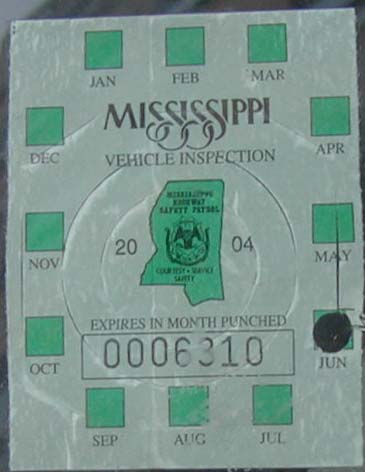 JAN FEB MAR
MISSISSIPPI
DEC APR
VEHICLE INSPECTION
MISSISSIPPI
HIGHWAY
SAFETY PATROL
20 04
NOV MAY
COURTESY • SERVICE
SAFETY
EXPIRES IN MONTH PUNCHED
0006310
OCT JUN
SEP AUG JUL